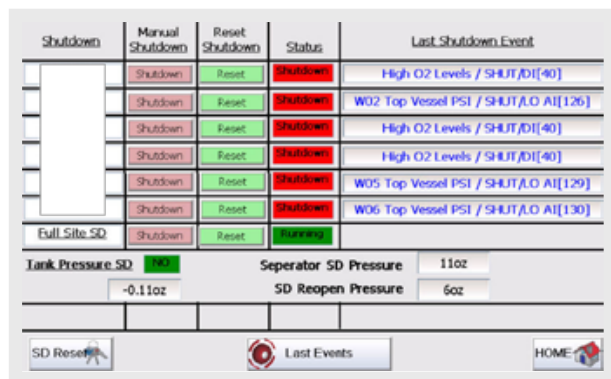 Shutdown Manual Shutdown Reset Shutdown Status Last Shutdown Event
Shutdown Reset Shutdown High O2 Levels / SHUT/DI[40]
Shutdown Reset Shutdown W02 Top Vessel PSI / SHUT/LO AI[126]
Shutdown Reset Shutdown High O2 Levels / SHUT/DI[40]
Shutdown Reset Shutdown High O2 Levels / SHUT/DI[40]
Shutdown Reset Shutdown W05 Top Vessel PSI / SHUT/LO AI[129]
Shutdown Reset Shutdown W06 Top Vessel PSI / SHUT/LO AI[130]
Full Site SD Shutdown Reset Running
Tank Pressure SD NO Seperator SD Pressure 11oz
-0.11oz SD Reopen Pressure 6oz
SD Reset Last Events HOME